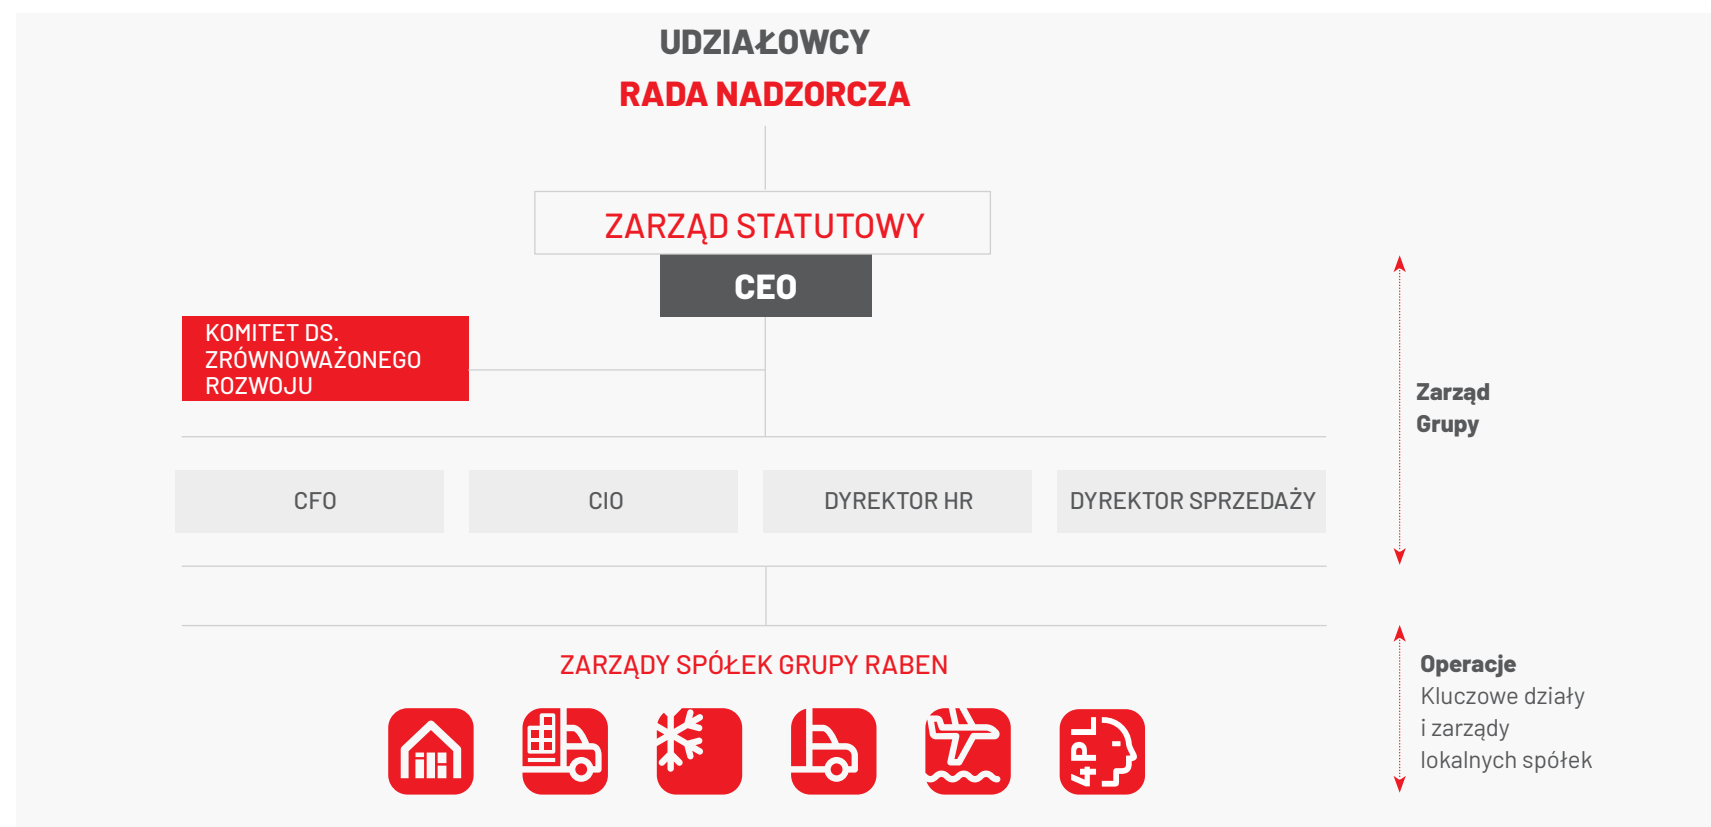 UDZIAŁOWCY
RADA NADZORCZA
ZARZĄD STATUTOWY
CEO
KOMITET DS.
ZRÓWNOWAŻONEGO
ROZWOJU
Zarząd
Grupy
CFO
CIO
DYREKTOR HR
DYREKTOR SPRZEDAŻY
ZARZĄDY SPÓŁEK GRUPY RABEN
4PL
Operacje
Kluczowe działy
i zarządy
lokalnych spółek